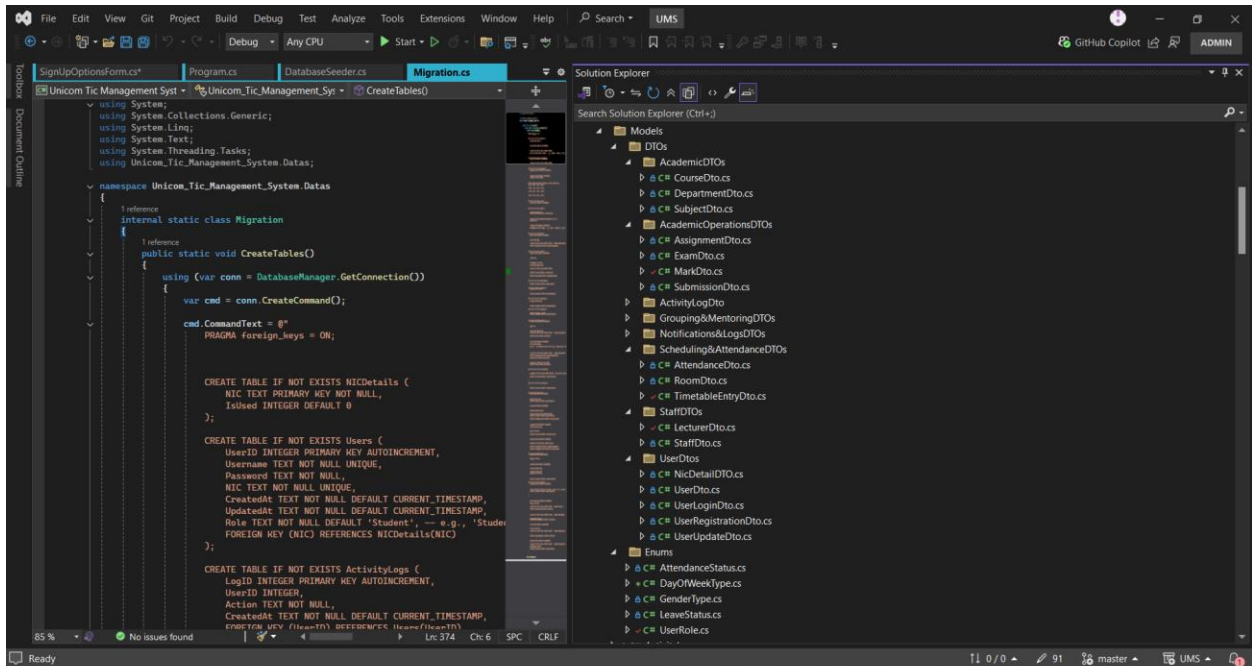 File Edit View Git Project Build Debug Test Analyze Tools Extensions Window Help Search UMS
Debug Any CPU Start GitHub Copilot ADMIN
Toolbox
Document Outline
SignUpOptionsForm.cs* Program.cs DatabaseSeeder.cs Migration.cs
Unicom Tic Management Syst Unicom_Tic_Management_Sys CreateTables()
using System;
using System.Collections.Generic;
using System.Linq;
using System.Text;
using System.Threading.Tasks;
using Unicom_Tic_Management_System.Datas;
namespace Unicom_Tic_Management_System.Datas
{
1 reference
internal static class Migration
{
1 reference
public static void CreateTables()
{
using (var conn = DatabaseManager.GetConnection())
{
var cmd = conn.CreateCommand();
cmd.CommandText = @"
PRAGMA foreign_keys = ON;
CREATE TABLE IF NOT EXISTS NICDetails (
NIC TEXT PRIMARY KEY NOT NULL,
IsUsed INTEGER DEFAULT 0
);
CREATE TABLE IF NOT EXISTS Users (
UserID INTEGER PRIMARY KEY AUTOINCREMENT,
Username TEXT NOT NULL UNIQUE,
Password TEXT NOT NULL,
NIC TEXT NOT NULL UNIQUE,
CreatedAt TEXT NOT NULL DEFAULT CURRENT_TIMESTAMP,
UpdatedAt TEXT NOT NULL DEFAULT CURRENT_TIMESTAMP,
Role TEXT NOT NULL DEFAULT 'Student', -- e.g., 'Stude
FOREIGN KEY (NIC) REFERENCES NICDetails(NIC)
);
CREATE TABLE IF NOT EXISTS ActivityLogs (
LogID INTEGER PRIMARY KEY AUTOINCREMENT,
UserID INTEGER,
Action TEXT NOT NULL,
CreatedAt TEXT NOT NULL DEFAULT CURRENT_TIMESTAMP,
FOREIGN KEY (UserID) REFERENCES Users(UserID)
85 % No issues found Ln: 374 Ch: 6 SPC CRLF
Solution Explorer
Search Solution Explorer (Ctrl+;)
Models
DTOs
AcademicDTOs
C# CourseDto.cs
C# DepartmentDto.cs
C# SubjectDto.cs
AcademicOperationsDTOs
C# AssignmentDto.cs
C# ExamDto.cs
C# MarkDto.cs
C# SubmissionDto.cs
ActivityLogDto
Grouping&MentoringDTOs
Notifications&LogsDTOs
Scheduling&AttendanceDTOs
C# AttendanceDto.cs
C# RoomDto.cs
C# TimetableEntryDto.cs
StaffDTOs
C# LecturerDto.cs
C# StaffDto.cs
UserDtos
C# NicDetailDTO.cs
C# UserDto.cs
C# UserLoginDto.cs
C# UserRegistrationDto.cs
C# UserUpdateDto.cs
Enums
C# AttendanceStatus.cs
C# DayOfWeekType.cs
C# GenderType.cs
C# LeaveStatus.cs
C# UserRole.cs
Ready 0 / 0 91 master UMS